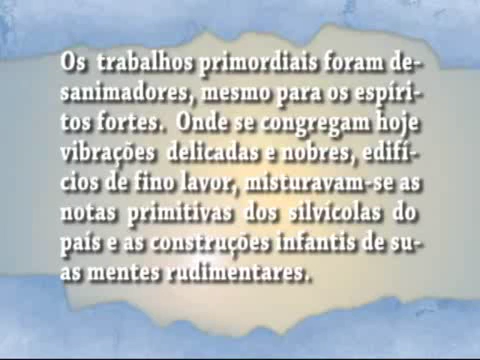 Os trabalhos primordiais foram de-
sanimadores, mesmo para os espíri-
tos fortes. Onde se congregam hoje
vibrações delicadas e nobres, edifí-
cios de fino lavor, misturavam-se as
notas primitivas dos silvícolas do
país e as construções infantis de su-
as mentes rudimentares.